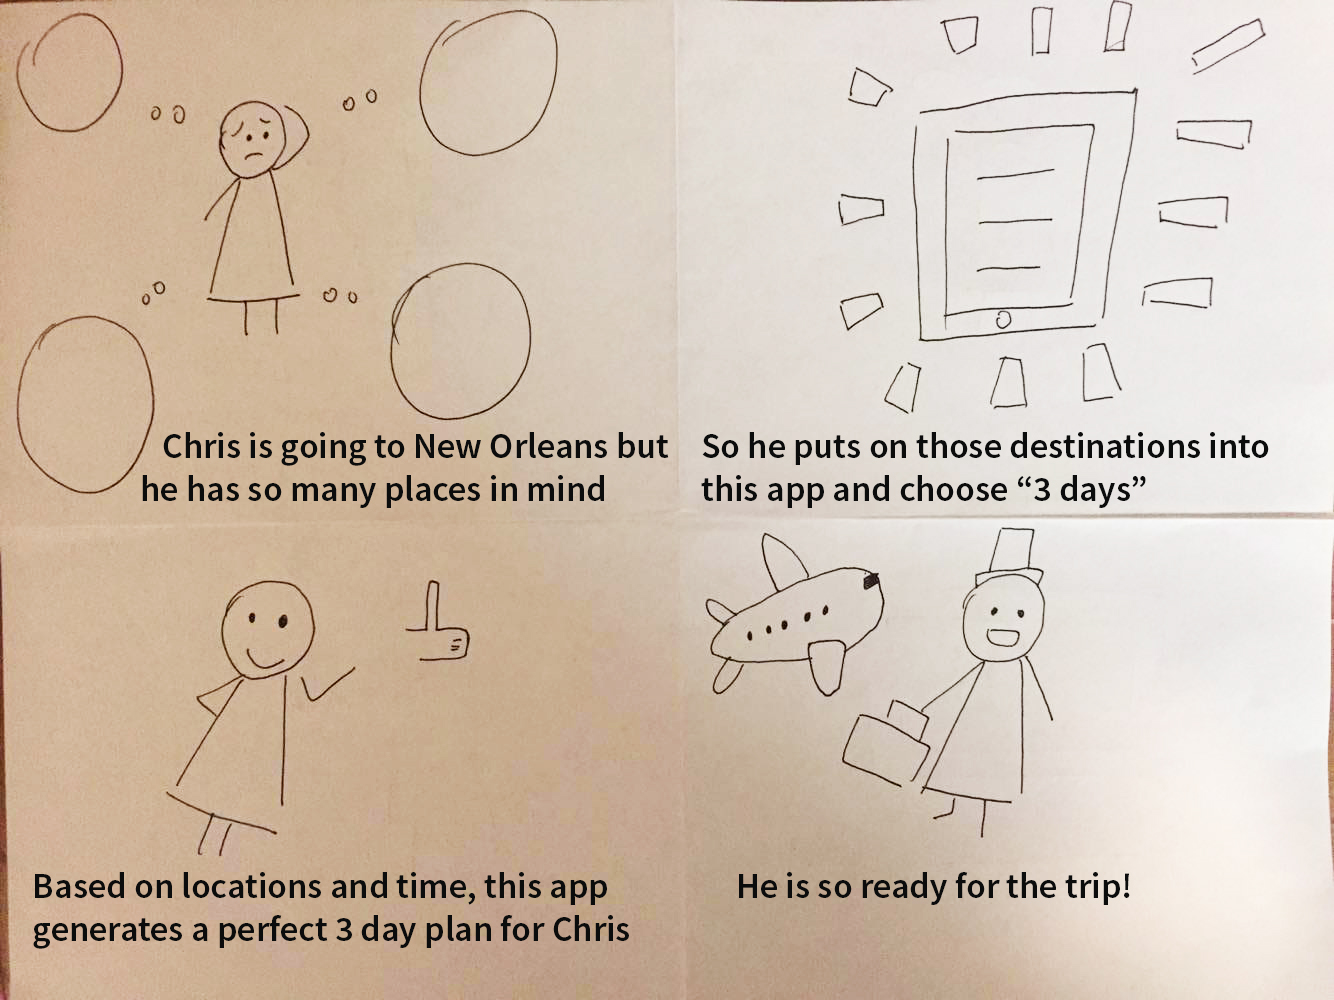 Chris is going to New Orleans but
he has so many places in mind
So he puts on those destinations into
this app and choose “3 days”
Based on locations and time, this app
generates a perfect 3 day plan for Chris
He is so ready for the trip!